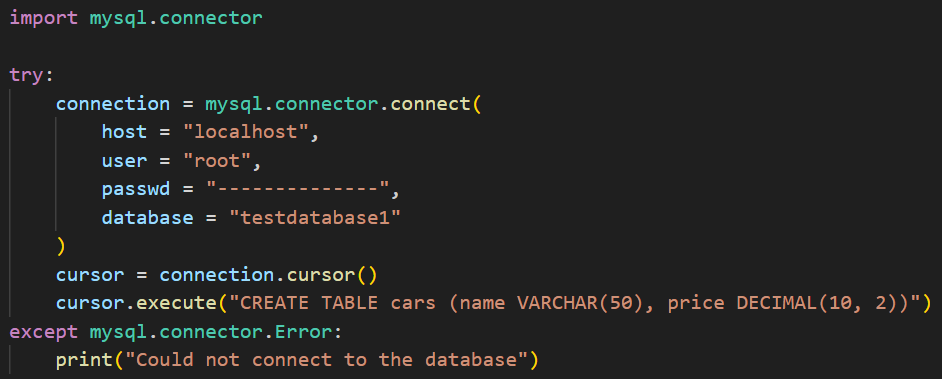 import mysql.connector

try:
    connection = mysql.connector.connect(
        host = "localhost",
        user = "root",
        passwd = "--------------",
        database = "testdatabase1"
    )
    cursor = connection.cursor()
    cursor.execute("CREATE TABLE cars (name VARCHAR(50), price DECIMAL(10, 2))")
except mysql.connector.Error:
    print("Could not connect to the database")